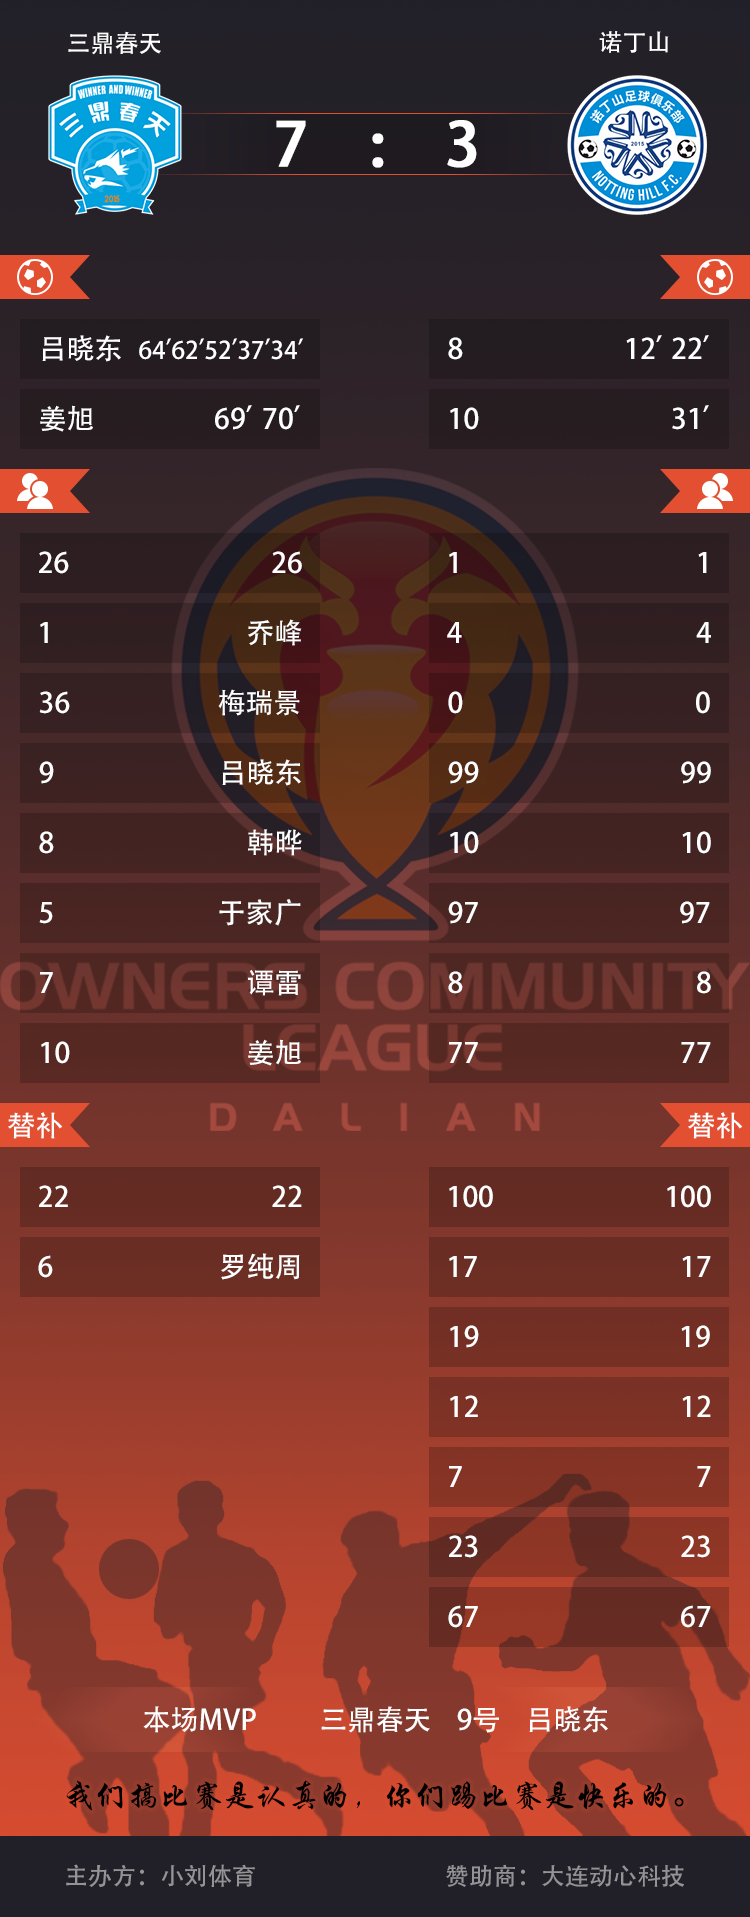 三鼎春天 诺丁山
WINNER AND WINNER
三鼎春天
2015
7 : 3
诺丁山足球俱乐部
2015
NOTTING HILL F.C.
吕晓东 64′62′52′37′34′ 8 12′ 22′
姜旭 69′ 70′ 10 31′
26 26 1 1
1 乔峰 4 4
36 梅瑞景 0 0
9 吕晓东 99 99
8 韩晔 10 10
5 于家广 97 97
7 谭雷 8 8
10 姜旭 77 77
OWNERS COMMUNITY
LEAGUE
DALIAN
替补 替补
22 22 100 100
6 罗纯周 17 17
19 19
12 12
7 7
23 23
67 67
本场MVP 三鼎春天 9号 吕晓东
我们搞比赛是认真的，你们踢比赛是快乐的。
主办方：小刘体育 赞助商：大连动心科技